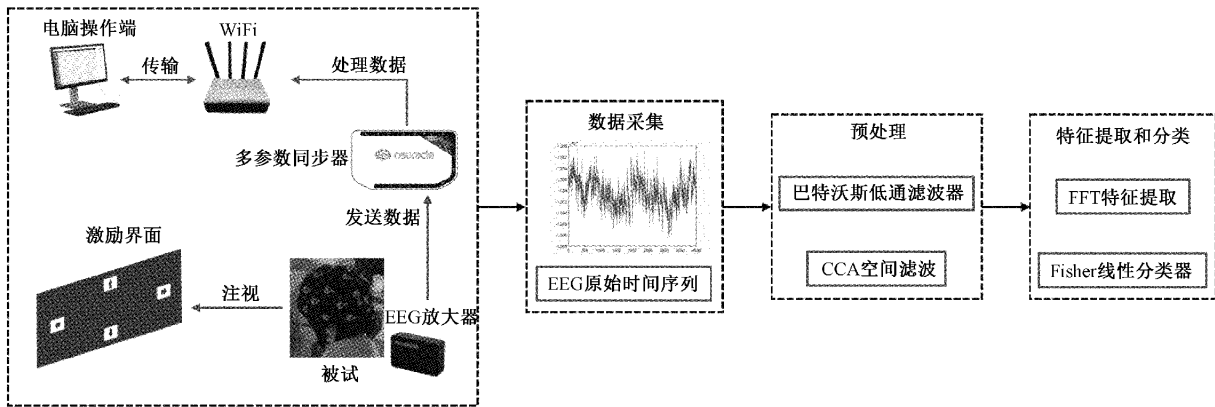 电脑操作端
WiFi
传输
处理数据
多参数同步器
发送数据
激励界面
注视
EEG放大器
被试
数据采集
EEG原始时间序列
预处理
巴特沃斯低通滤波器
CCA空间滤波
特征提取和分类
FFT特征提取
Fisher线性分类器